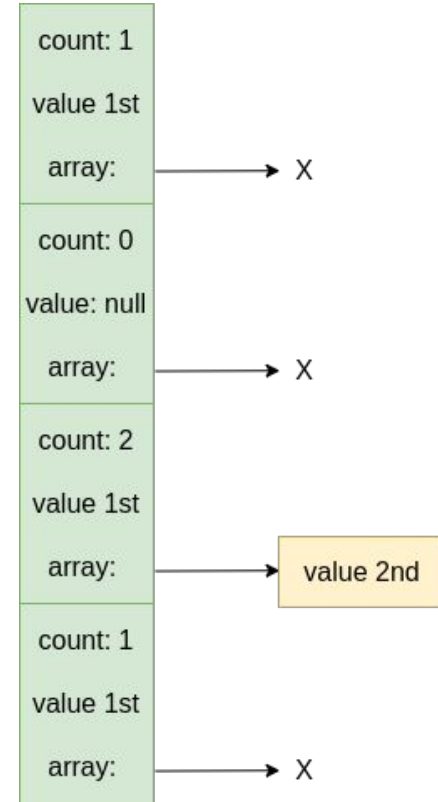 count: 1
value 1st
array:
X
count: 0
value: null
array:
X
count: 2
value 1st
array:
value 2nd
count: 1
value 1st
array:
X